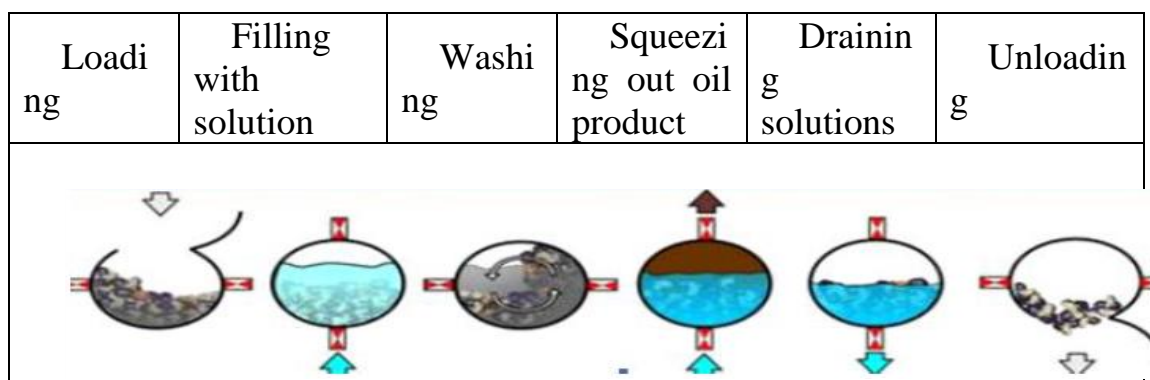 Loadi
ng
Filling
with
solution
Washi
ng
Squeezi
ng out oil
product
Drainin
g
solutions
Unloadin
g